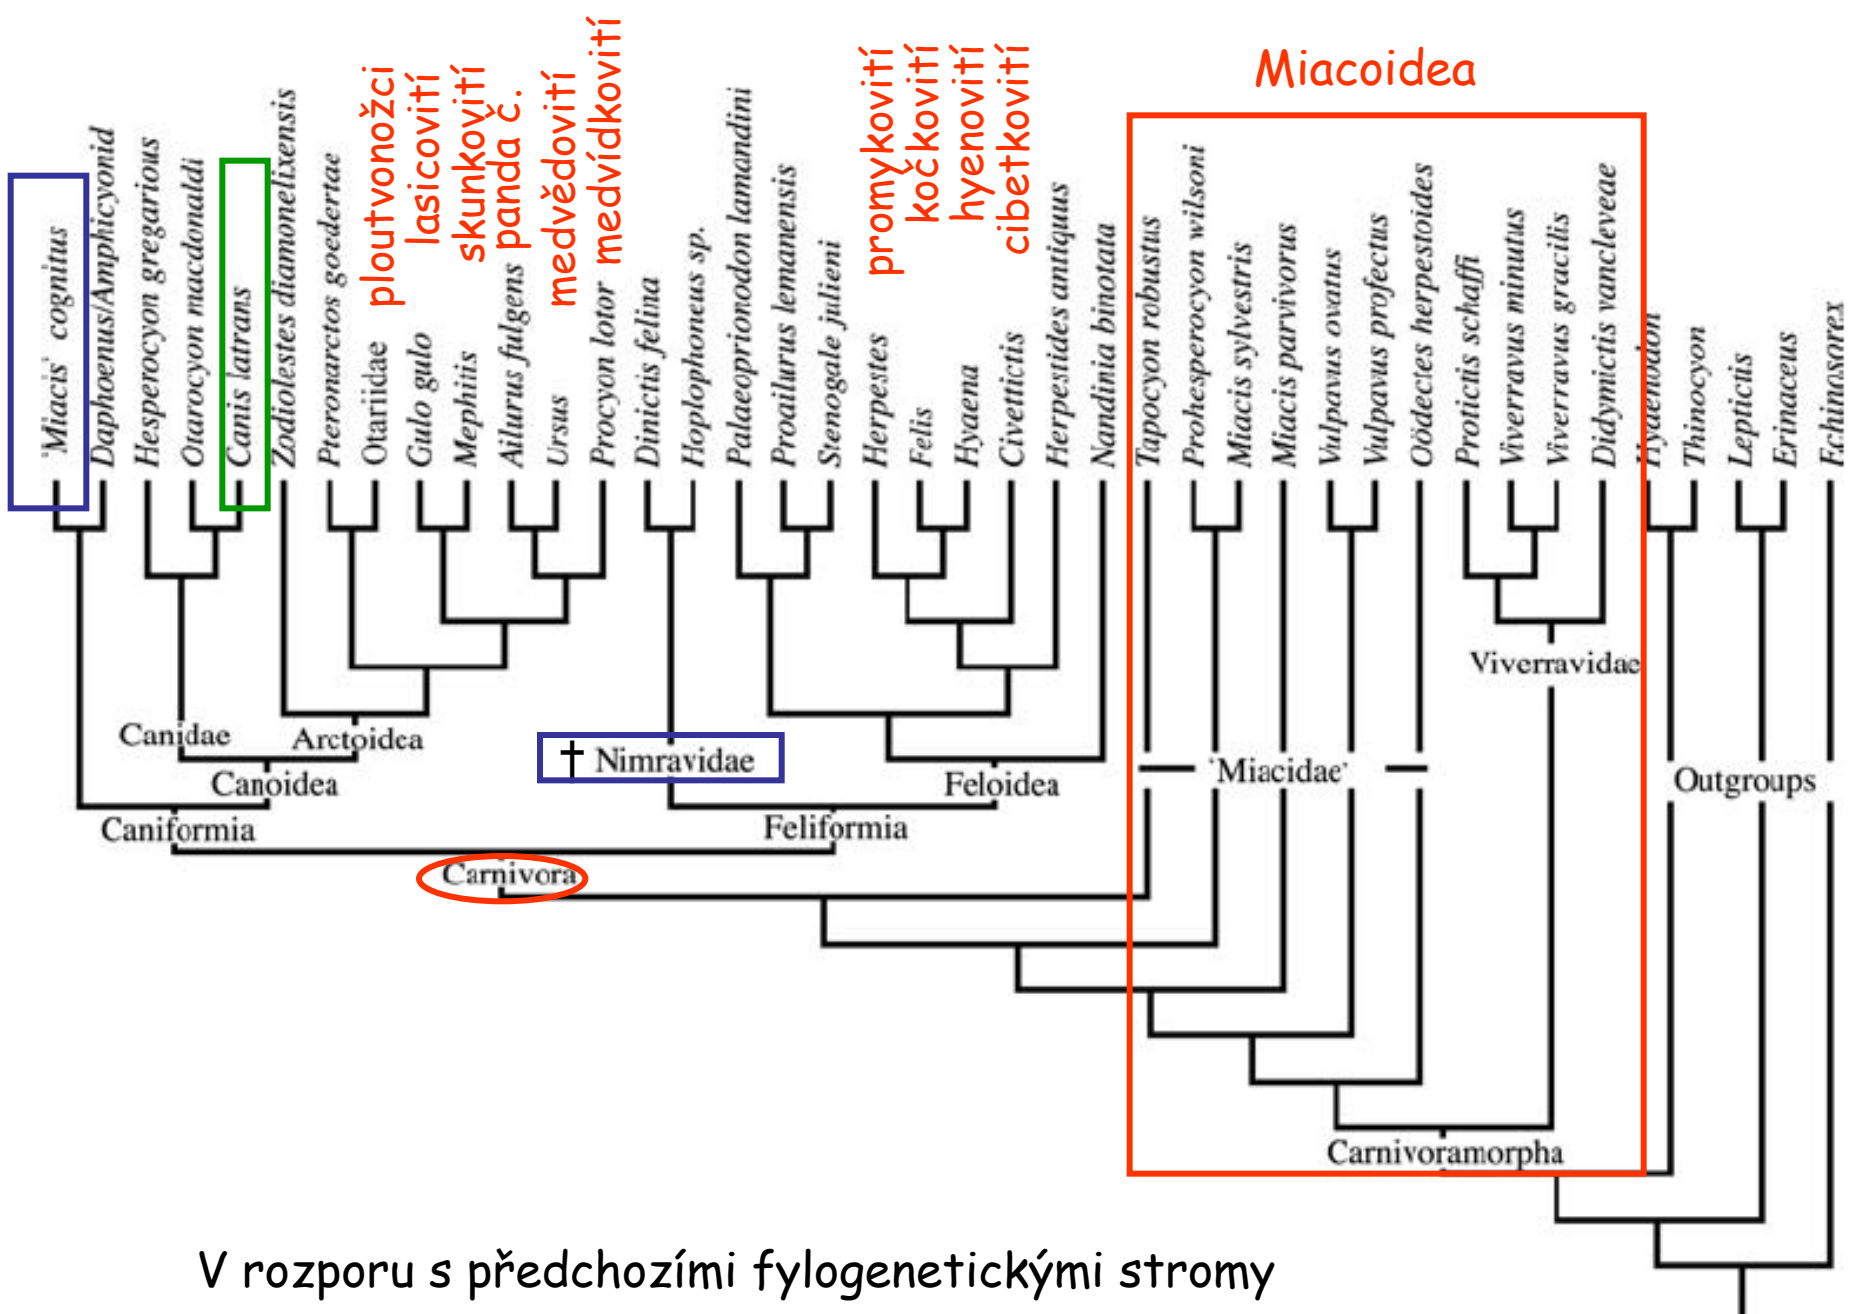 Miacoidea
ploutvonožci
lasicovití
skunkovití
panda č.
medvědovití
medvídkovití
promykovití
kočkovití
hyenovití
cibetkovití
'Miacis' cognitus
Daphoenus/Amphicyonid
Hesperocyon gregarious
Otarocyon macdonaldi
Canis latrans
Zodiolestes diamonelixensis
Pteronarctos goedertae
Otariidae
Gulo gulo
Mephitis
Ailurus fulgens
Ursus
Procyon lotor
Dinictis felina
Hoplophoneus sp.
Palaeoprionodon lamandini
Proailurus lemanensis
Stenogale julieni
Herpestes
Felis
Hyaena
Civettictis
Herpestides antiquus
Nandinia binotata
Tapocyon robustus
Prohesperocyon wilsoni
Miacis sylvestris
Miacis parvivorus
Vulpavus ovatus
Vulpavus profectus
Oödectes herpestoides
Protictis schaffi
Viverravus minutus
Viverravus gracilis
Didymictis vancleveae
Hyaenodon
Thinocyon
Leptictis
Erinaceus
Echinosorex
Viverravidae
Canidae
Arctoidea
† Nimravidae
'Miacidae'
Outgroups
Canoidea
Feloidea
Caniformia
Feliformia
Carnivora
Carnivoramorpha
V rozporu s předchozími fylogenetickými stromy